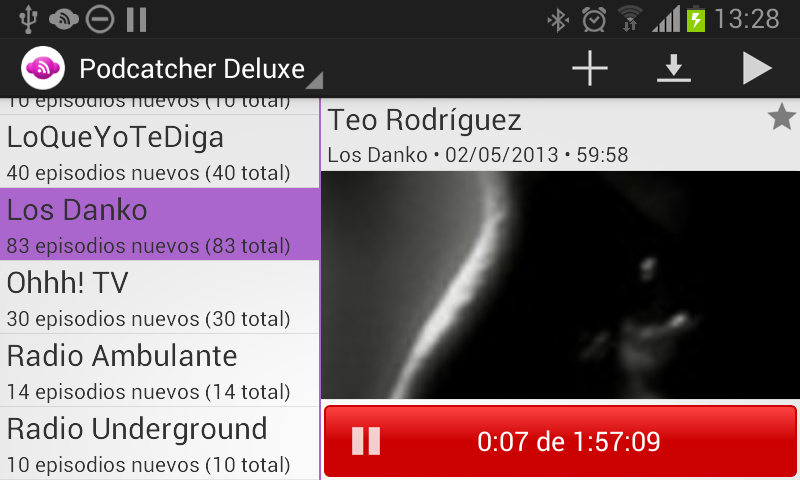 13:28
Podcatcher Deluxe
10 episodios nuevos (10 total)
LoQueYoTeDiga
40 episodios nuevos (40 total)
Los Danko
83 episodios nuevos (83 total)
Ohhh! TV
30 episodios nuevos (30 total)
Radio Ambulante
14 episodios nuevos (14 total)
Radio Underground
10 episodios nuevos (10 total)
Teo Rodríguez
Los Danko • 02/05/2013 • 59:58
0:07 de 1:57:09